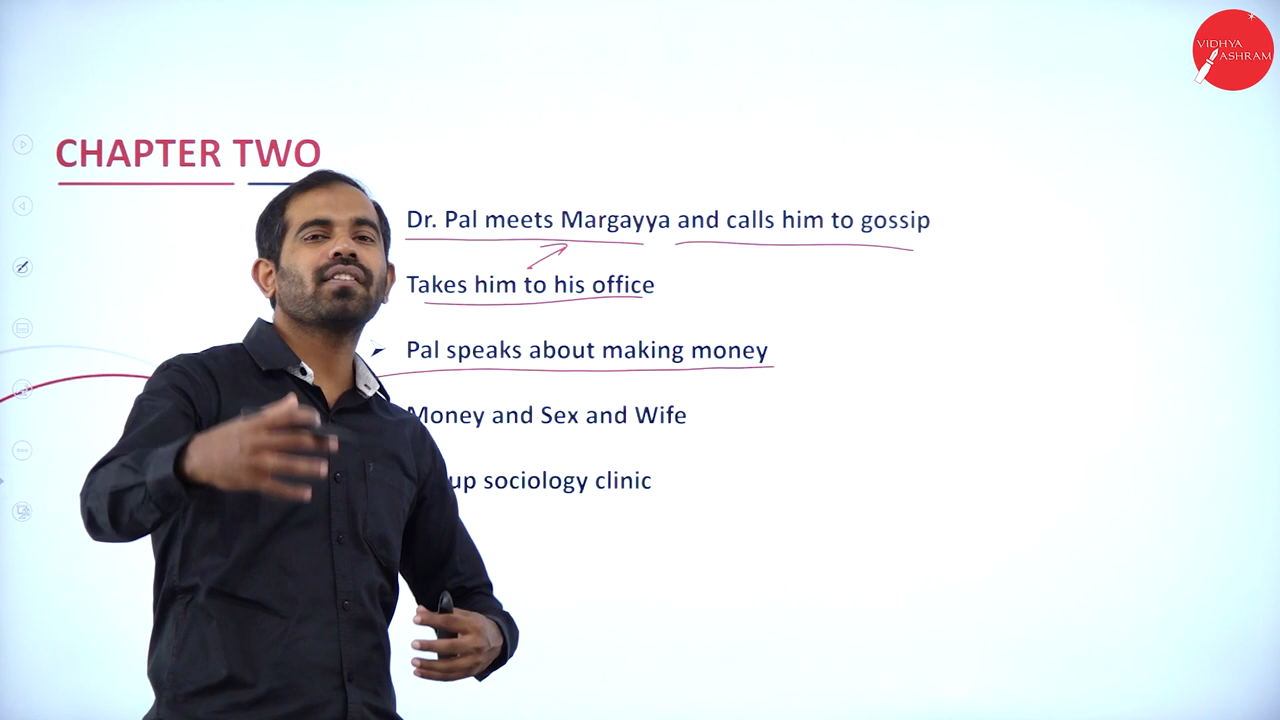 VIDHYA
ASHRAM
CHAPTER TWO
Dr. Pal meets Margayya and calls him to gossip
Takes him to his office
Pal speaks about making money
Money and Sex and Wife
up sociology clinic